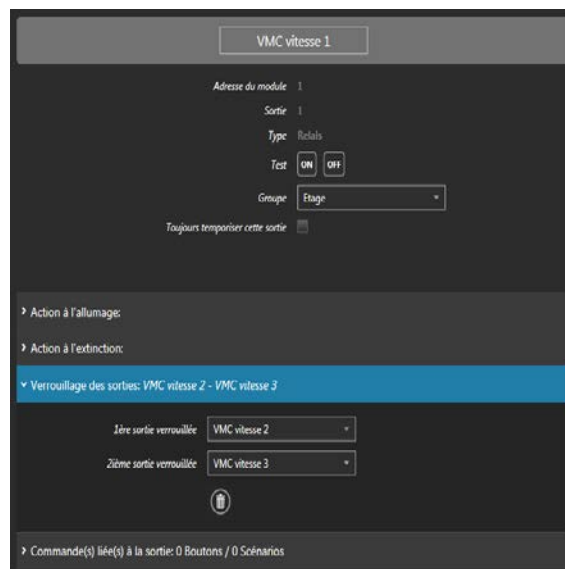 VMC vitesse 1
Adresse du module 1
Sortie 1
Type Relais
Test ON OFF
Groupe Etage
Toujours temporiser cette sortie
Action à l'allumage:
Action à l'extinction:
Verrouillage des sorties: VMC vitesse 2 - VMC vitesse 3
1ère sortie verrouillée VMC vitesse 2
2ième sortie verrouillée VMC vitesse 3
Commande(s) liée(s) à la sortie: 0 Boutons / 0 Scénarios